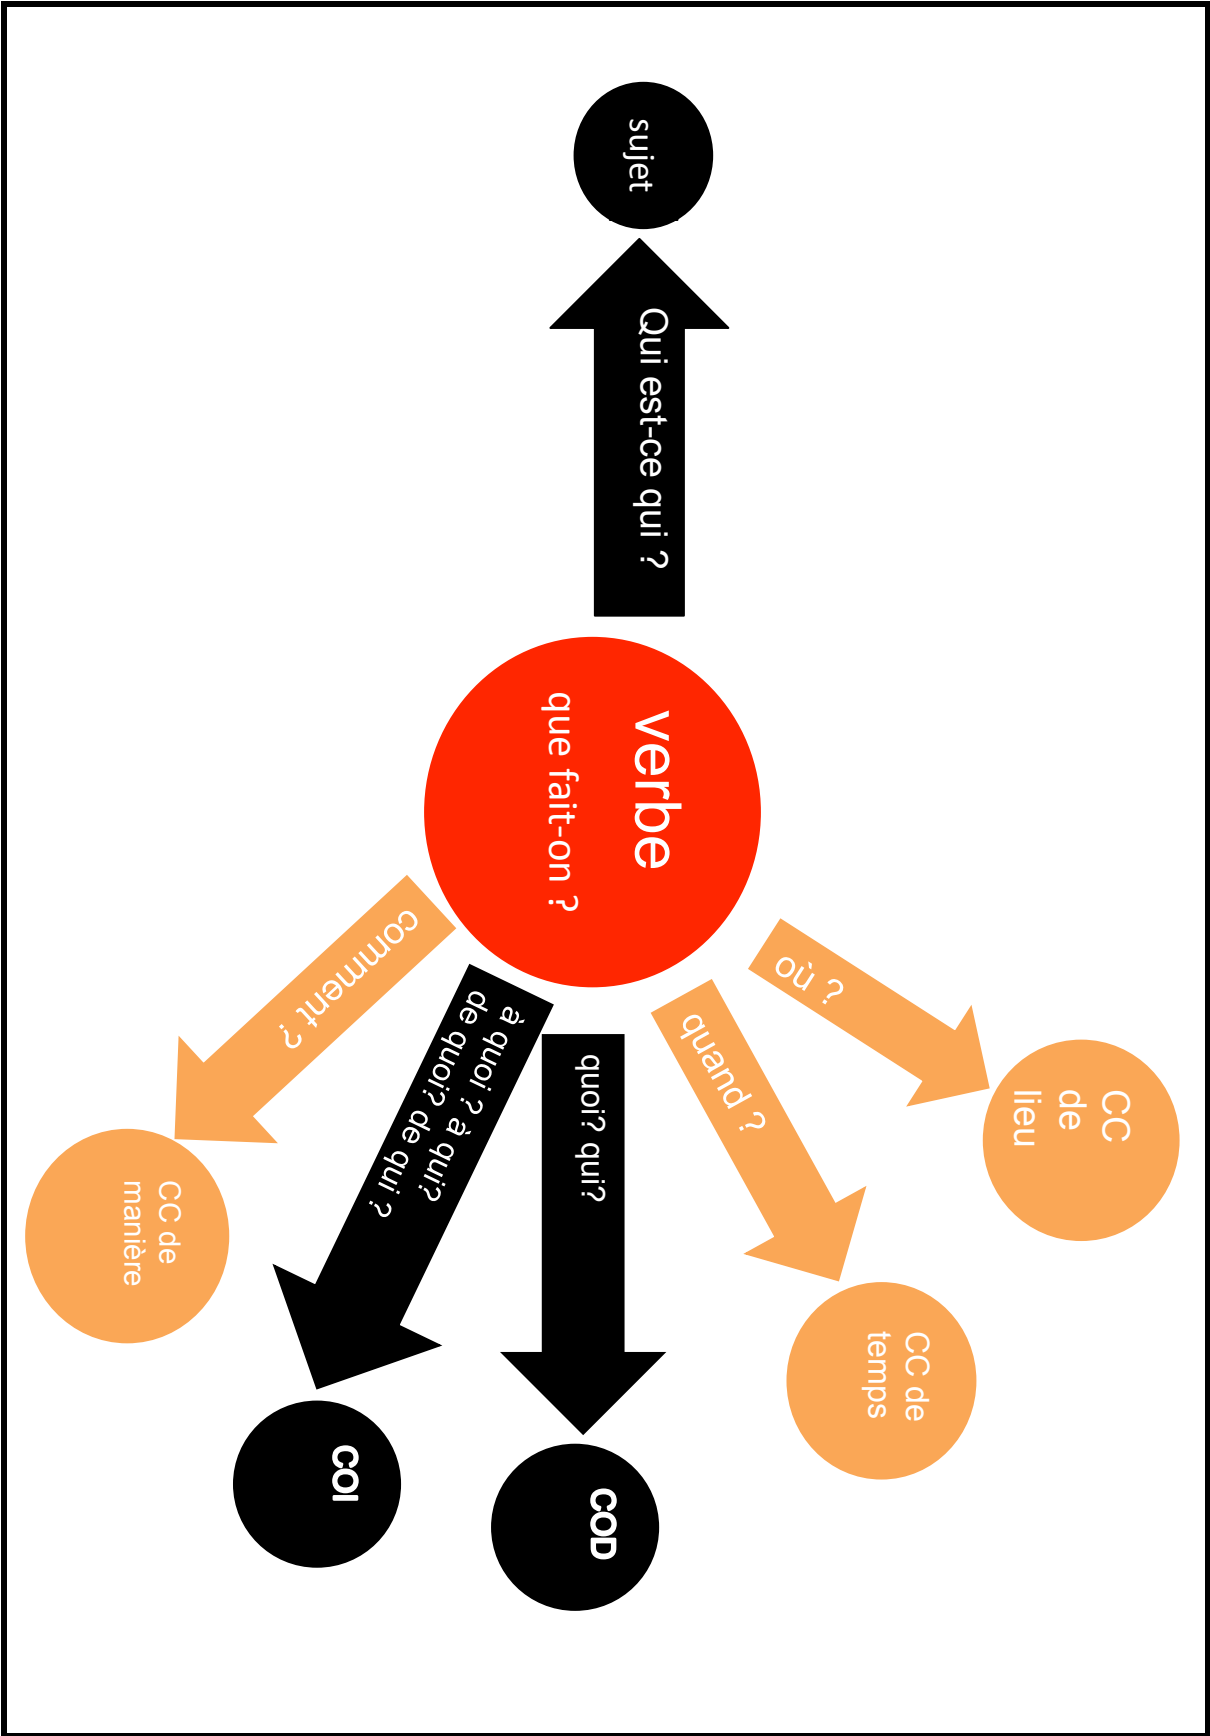 sujet
Qui est-ce qui ?
verbe
que fait-on ?
où ?
CC
de
lieu
quand ?
CC de
temps
quoi? qui?
COD
à quoi ? à qui?
de quoi? de qui ?
COI
comment ?
CC de
manière